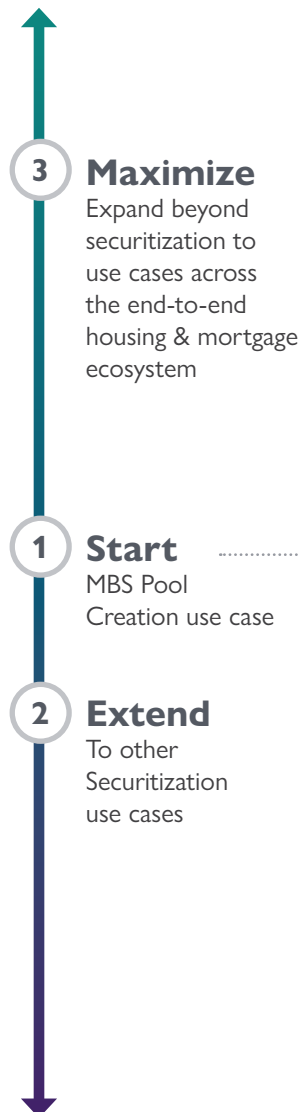 3
Maximize
Expand beyond
securitization to
use cases across
the end-to-end
housing & mortgage
ecosystem
1
Start
MBS Pool
Creation use case
2
Extend
To other
Securitization
use cases